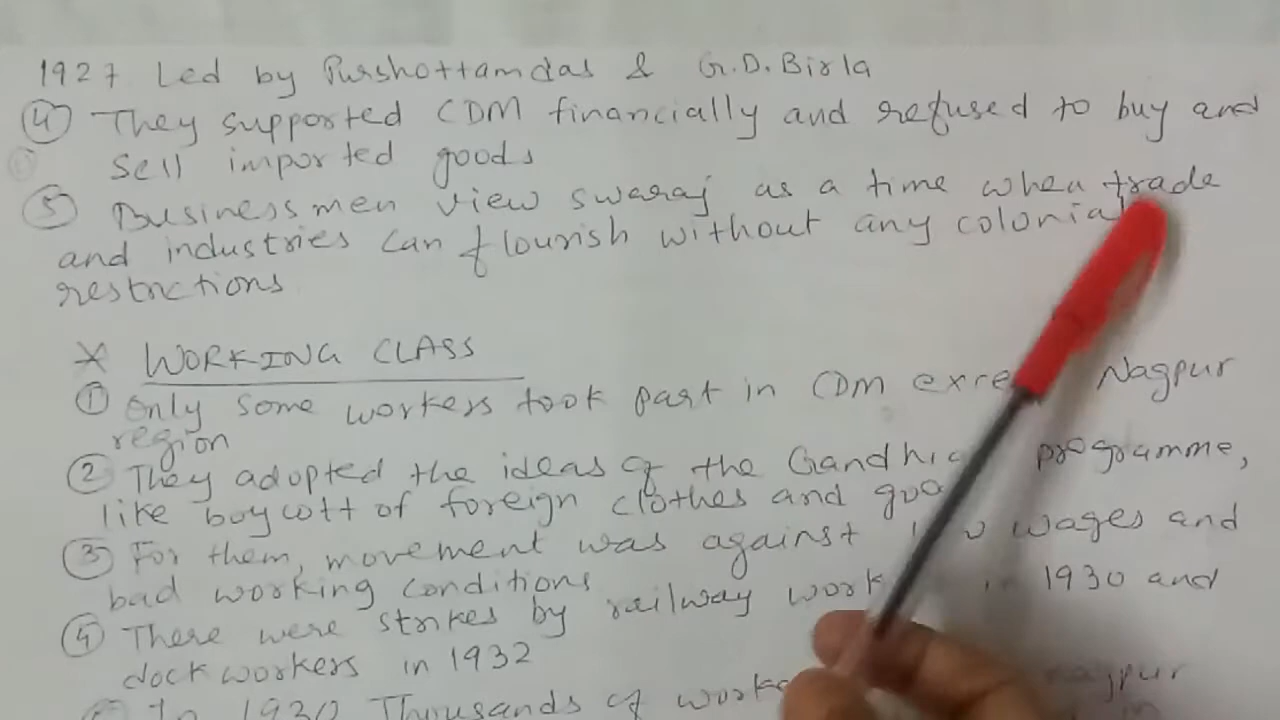 1927. Led by Purshottamdas & G.D. Birla
④ They supported CDM financially and refused to buy and
sell imported goods
⑤ Businessmen view swaraj as a time when trade
and industries can flourish without any colonial
restrictions
* WORKING CLASS
① Only some workers took part in CDM Nagpur
region
② They adopted the ideas of the programme,
like boycott of foreign clothes and
③ For them, movement was against wages and
bad working conditions
④ There were strikes by railway in 1930 and
dock workers in 1932
In 1930 Thousands of